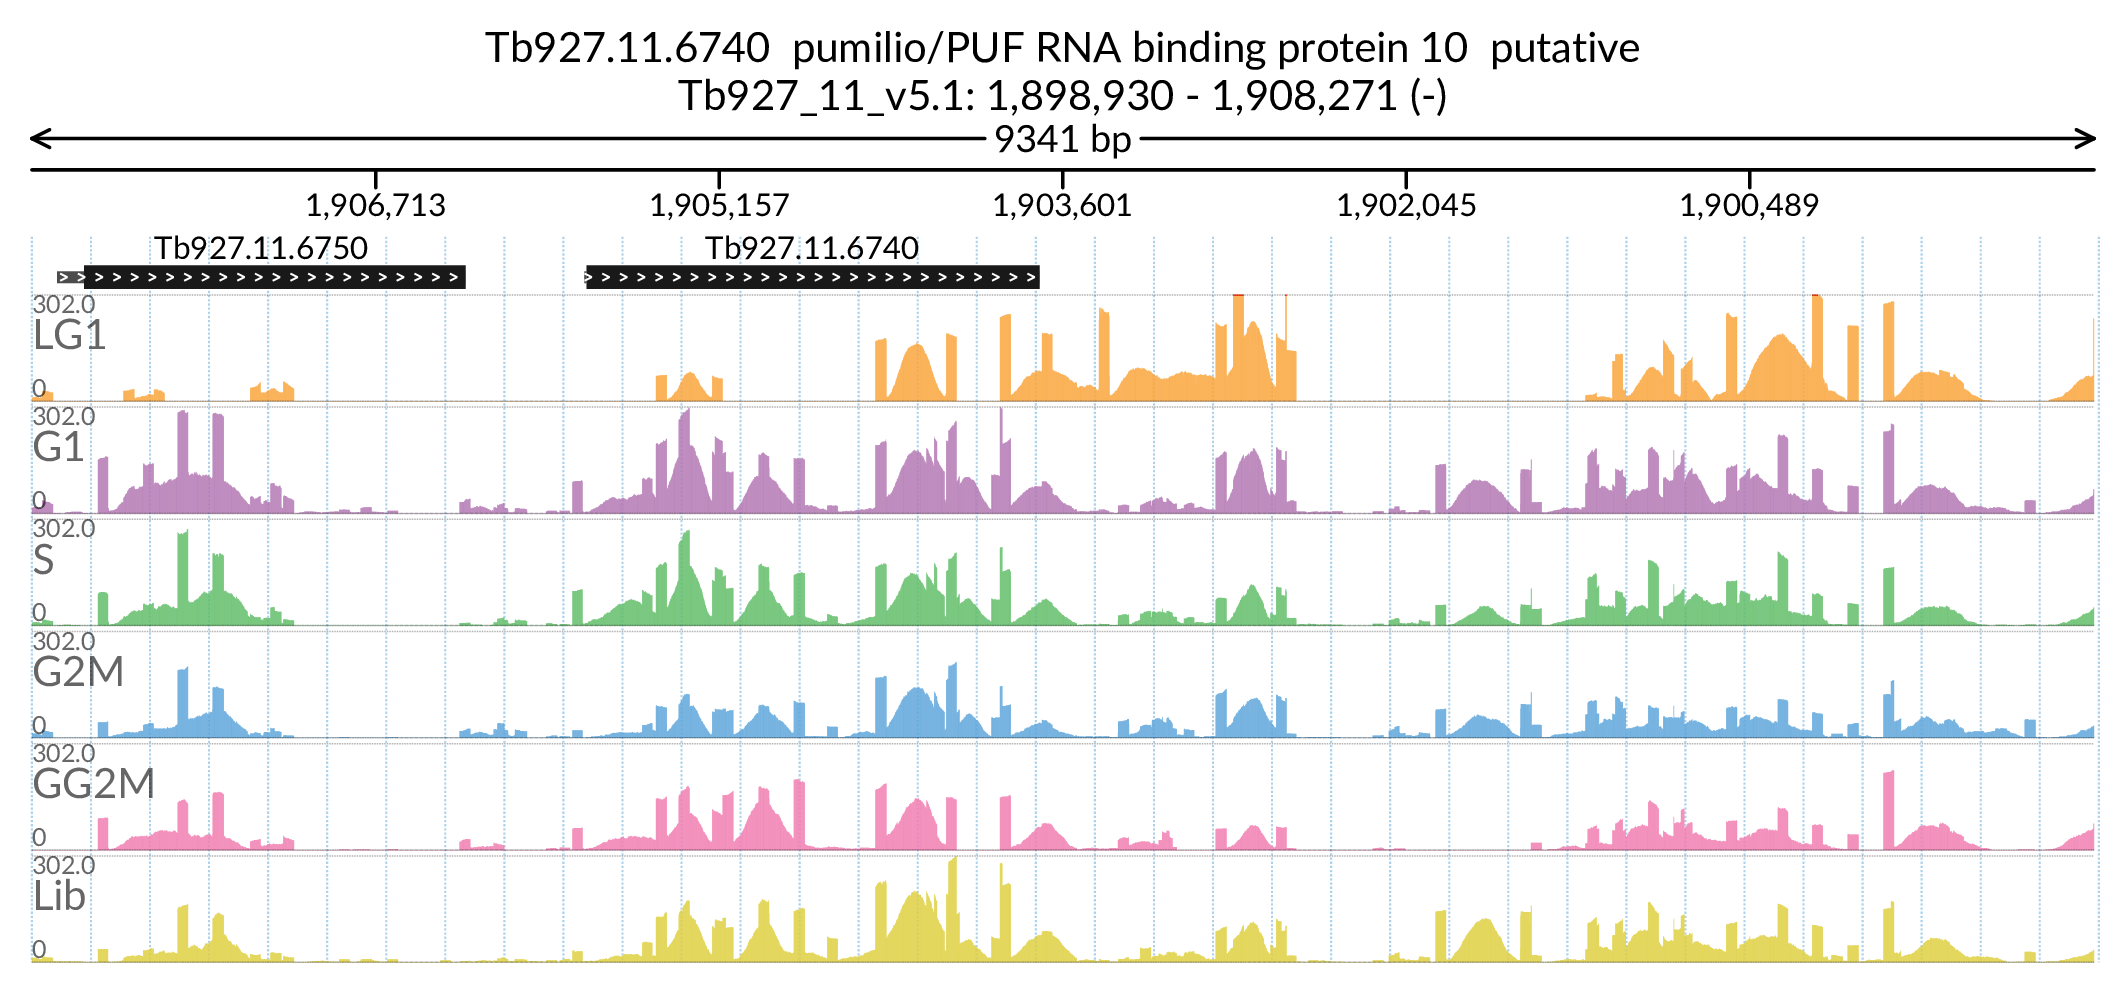 Tb927.11.6740 pumilio/PUF RNA binding protein 10 putative
Tb927_11_v5.1: 1,898,930 - 1,908,271 (-)
9341 bp
1,906,713 1,905,157 1,903,601 1,902,045 1,900,489
Tb927.11.6750 Tb927.11.6740
302.0
LG1
0
302.0
G1
0
302.0
S
0
302.0
G2M
0
302.0
GG2M
0
302.0
Lib
0